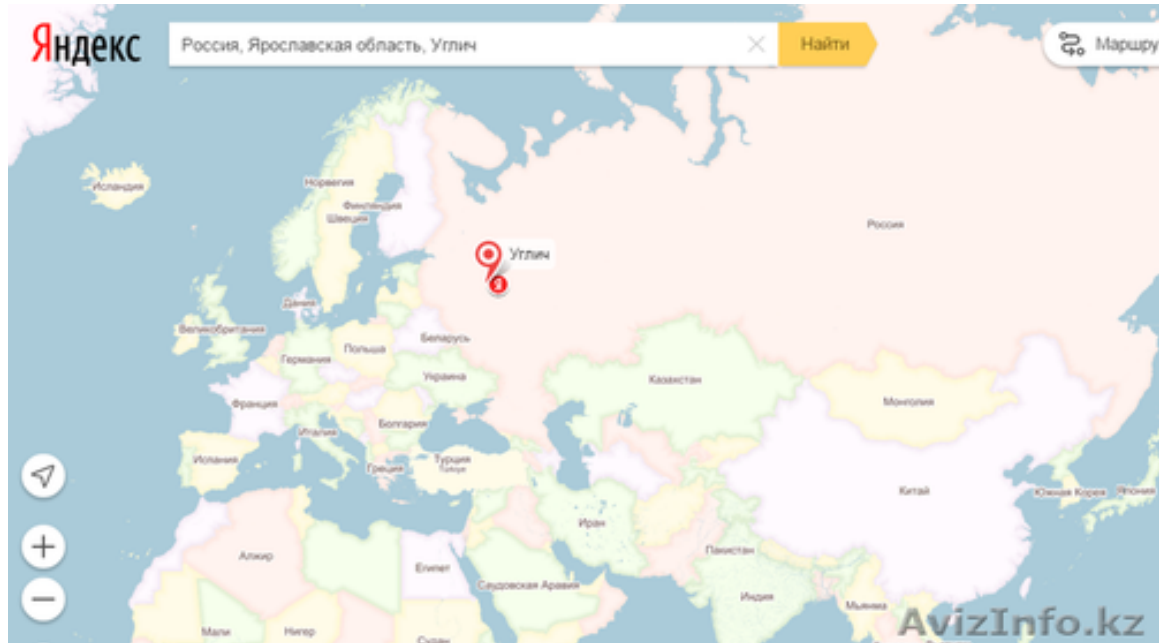 Яндекс
Россия, Ярославская область, Углич
Найти
Маршру
Исландия
Норвегия
Финляндия
Швеция
Россия
Углич
Дания
Великобритания
Беларусь
Польша
Германия
Украина
Казахстан
Франция
Монголия
Болгария
Италия
Испания
Турция
Türkiye
Греция
Китай
Южная Корея
Япония
Иран
Алжир
Пакистан
Египет
Саудовская Аравия
Индия
Мьянма
Мали
Нигер
Судан
AvizInfo.kz